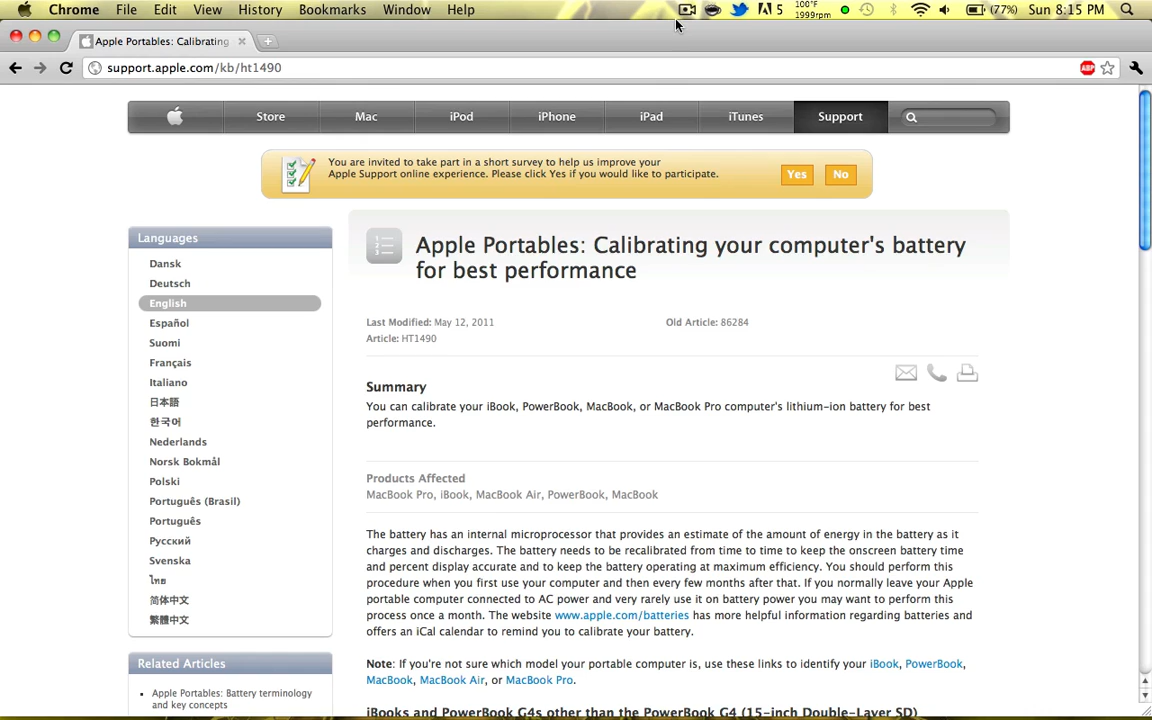 Chrome File Edit View History Bookmarks Window Help 5 100°F 1999rpm (77%) Sun 8:15 PM
Apple Portables: Calibrating
support.apple.com/kb/ht1490 ABP
Store Mac iPod iPhone iPad iTunes Support
You are invited to take part in a short survey to help us improve your
Apple Support online experience. Please click Yes if you would like to participate.
Yes No
Languages
Dansk
Deutsch
English
Español
Suomi
Français
Italiano
日本語
한국어
Nederlands
Norsk Bokmål
Polski
Português (Brasil)
Português
Русский
Svenska
ไทย
简体中文
繁體中文
Related Articles
Apple Portables: Battery terminology
and key concepts
Apple Portables: Calibrating your computer's battery
for best performance
Last Modified: May 12, 2011 Old Article: 86284
Article: HT1490
Summary
You can calibrate your iBook, PowerBook, MacBook, or MacBook Pro computer's lithium-ion battery for best
performance.
Products Affected
MacBook Pro, iBook, MacBook Air, PowerBook, MacBook
The battery has an internal microprocessor that provides an estimate of the amount of energy in the battery as it
charges and discharges. The battery needs to be recalibrated from time to time to keep the onscreen battery time
and percent display accurate and to keep the battery operating at maximum efficiency. You should perform this
procedure when you first use your computer and then every few months after that. If you normally leave your Apple
portable computer connected to AC power and very rarely use it on battery power you may want to perform this
process once a month. The website www.apple.com/batteries has more helpful information regarding batteries and
offers an iCal calendar to remind you to calibrate your battery.
Note: If you're not sure which model your portable computer is, use these links to identify your iBook, PowerBook,
MacBook, MacBook Air, or MacBook Pro.
iBooks and PowerBook G4s other than the PowerBook G4 (15-inch Double-Layer SD)